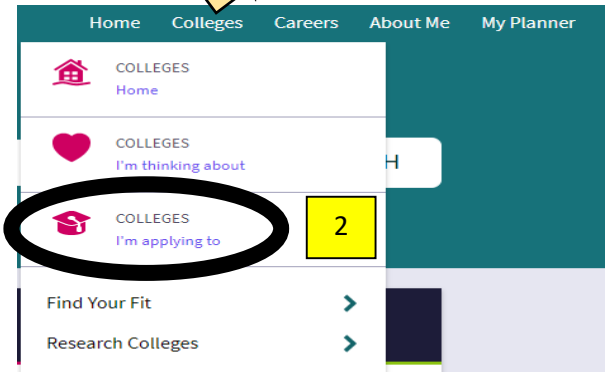 Home Colleges Careers About Me My Planner
COLLEGES
Home
COLLEGES
I'm thinking about
H
COLLEGES
I'm applying to
2
Find Your Fit
Research Colleges